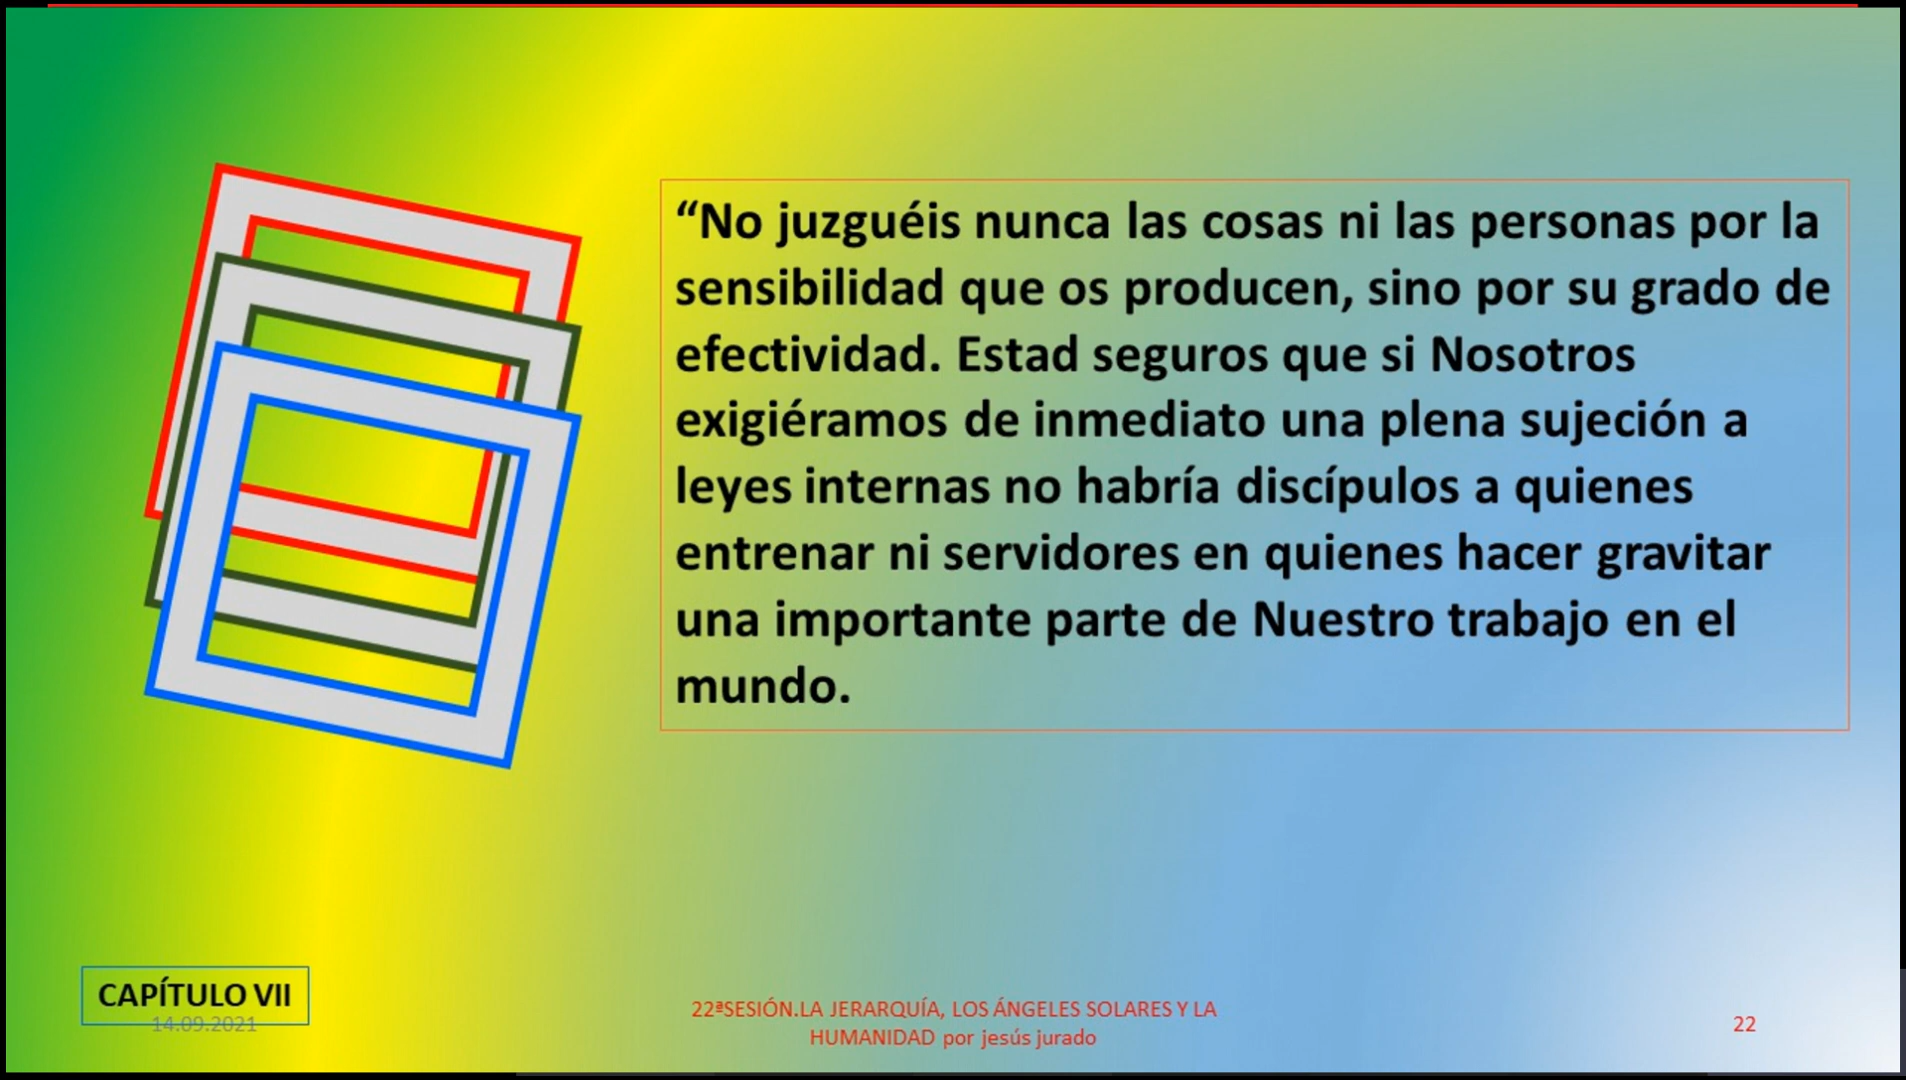 “No juzguéis nunca las cosas ni las personas por la
sensibilidad que os producen, sino por su grado de
efectividad. Estad seguros que si Nosotros
exigiéramos de inmediato una plena sujeción a
leyes internas no habría discípulos a quienes
entrenar ni servidores en quienes hacer gravitar
una importante parte de Nuestro trabajo en el
mundo.
CAPÍTULO VII
14.09.2021
22ªSESIÓN.LA JERARQUÍA, LOS ÁNGELES SOLARES Y LA
HUMANIDAD por jesús jurado
22